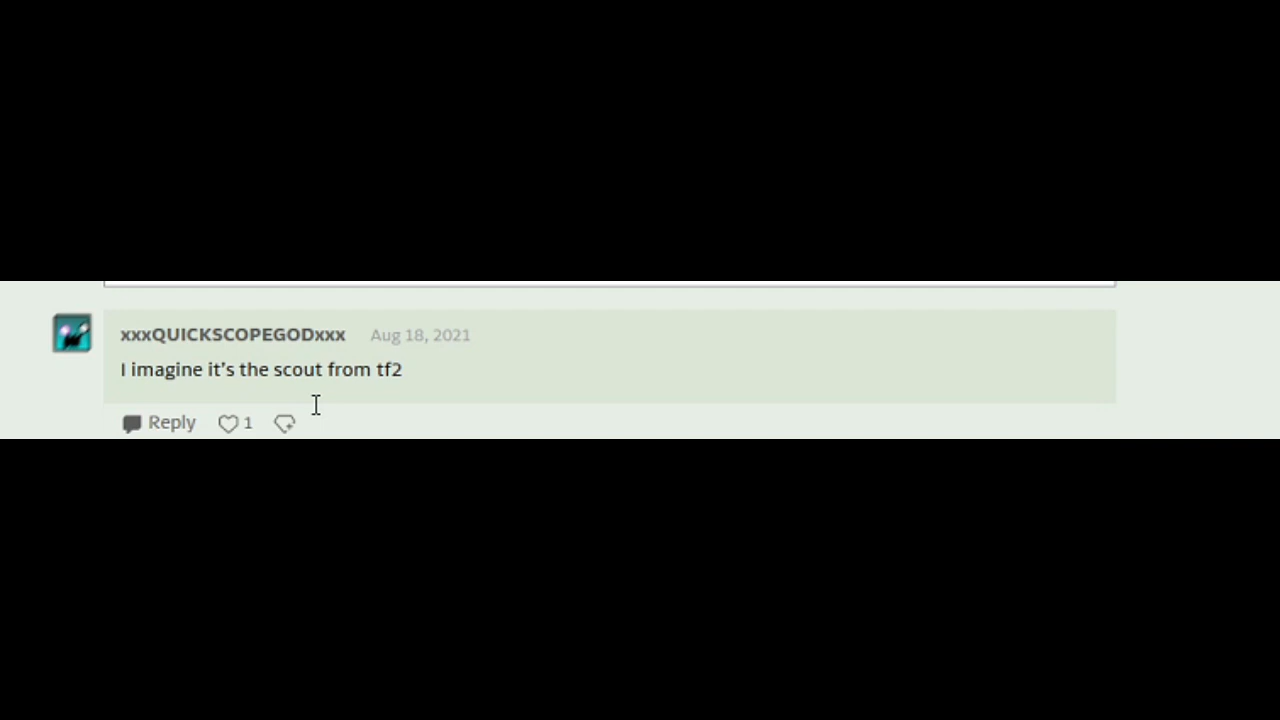 xxxQUICKSCOPEGODxxx Aug 18, 2021
I imagine it's the scout from tf2
Reply 1